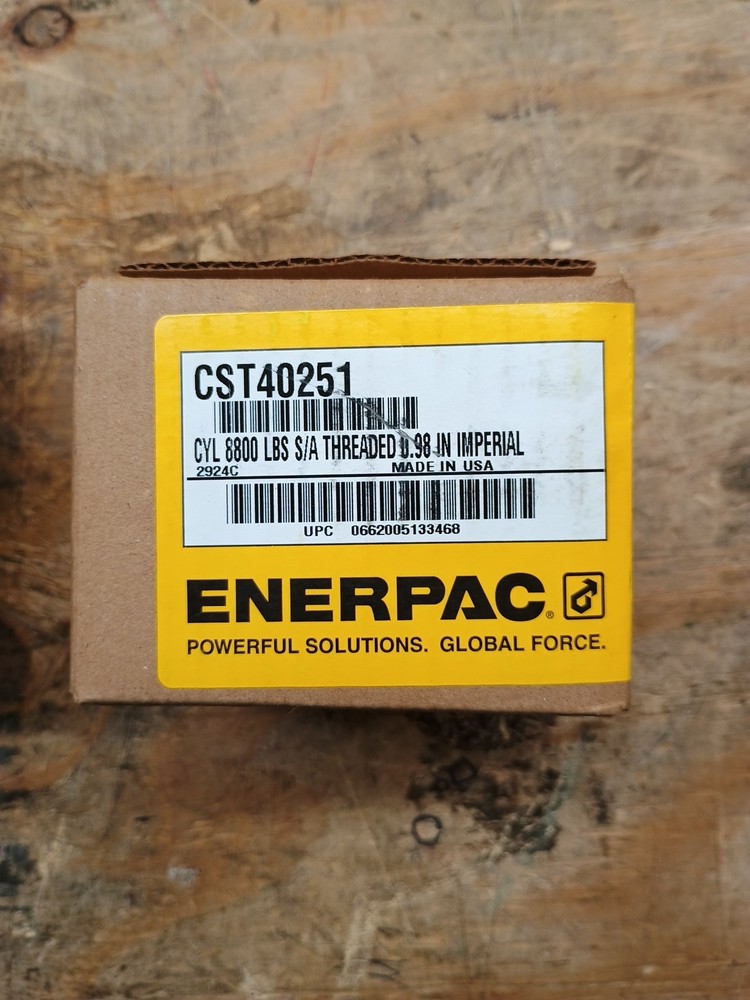 CST40251
CYL 8800 LBS S/A THREADED 0.98 IN IMPERIAL
2924C MADE IN USA
UPC 0662005133468
ENERPAC®
POWERFUL SOLUTIONS. GLOBAL FORCE.